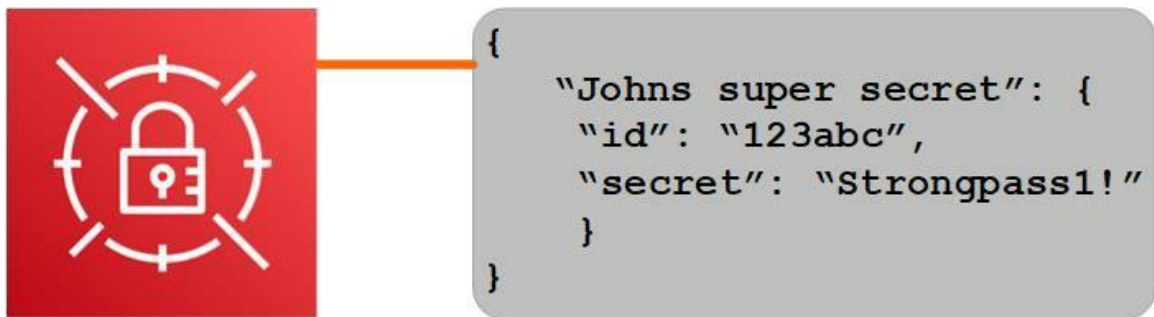 {
“Johns super secret”: {
“id”: “123abc”,
“secret”: “Strongpass1!”
}
}